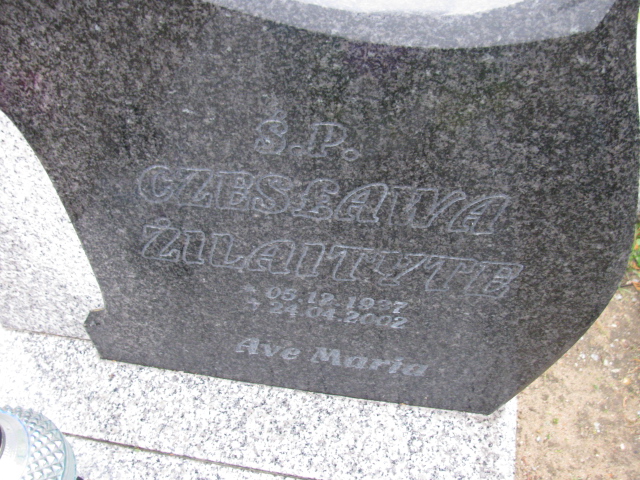 Ś.P.
CZESŁAWA
ŻILAITYTE
* 05.12.1927
† 24.04.2002
Ave Maria